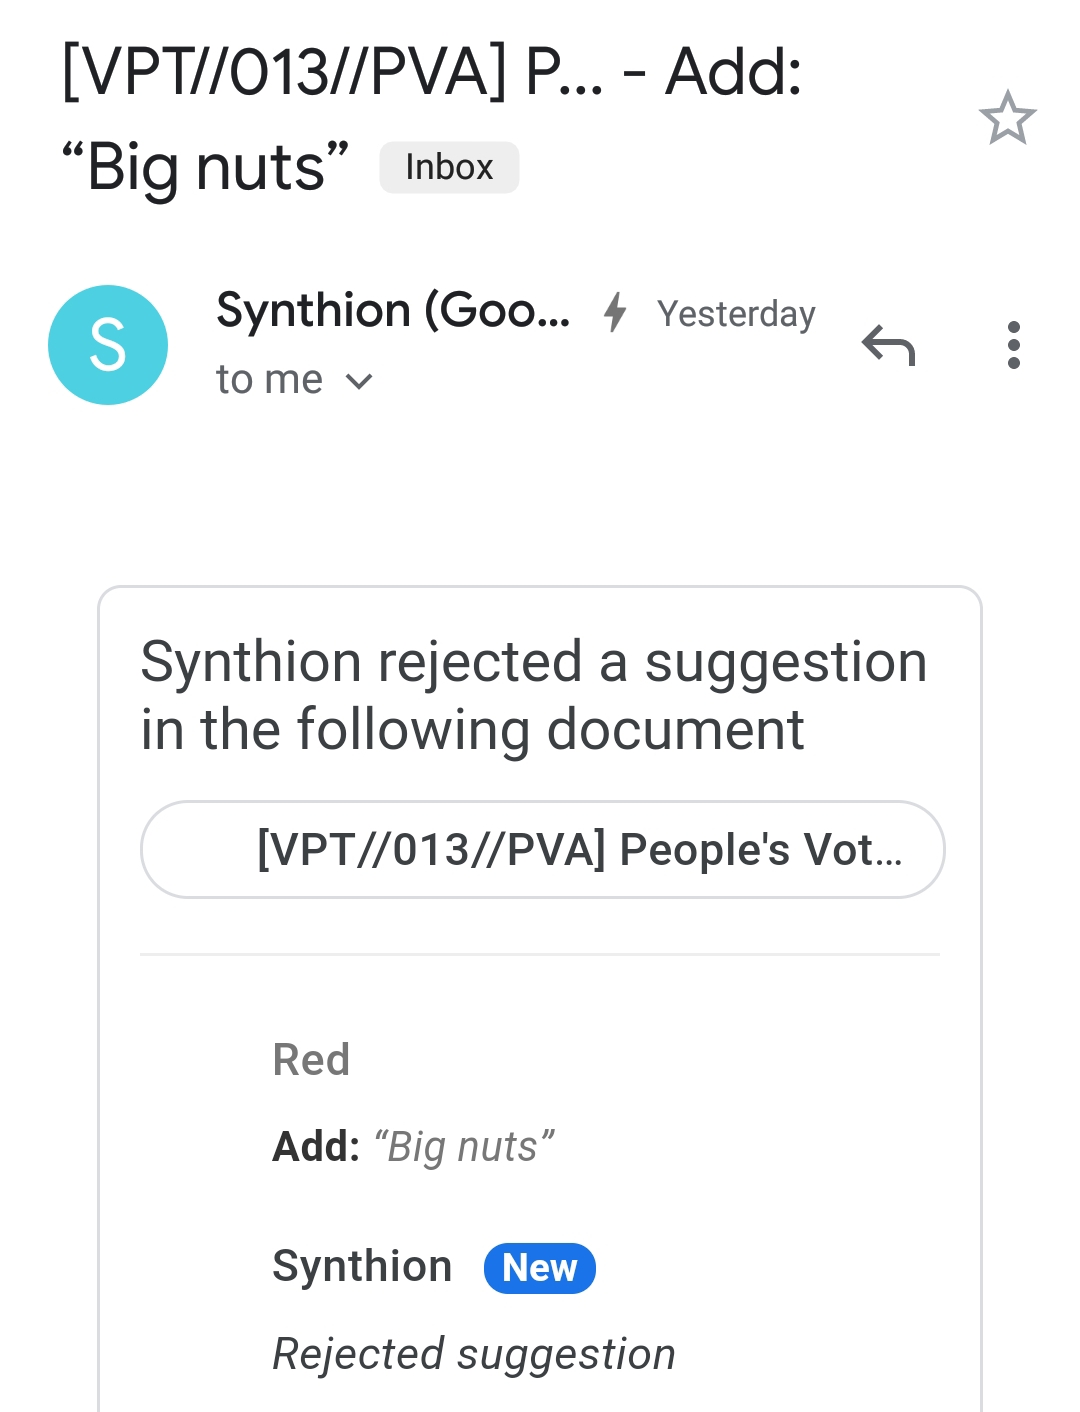 [VPT//013//PVA] P... - Add:
“Big nuts” Inbox
S
Synthion (Goo... Yesterday
to me
Synthion rejected a suggestion
in the following document
[VPT//013//PVA] People's Vot...
Red
Add: “Big nuts”
Synthion New
Rejected suggestion